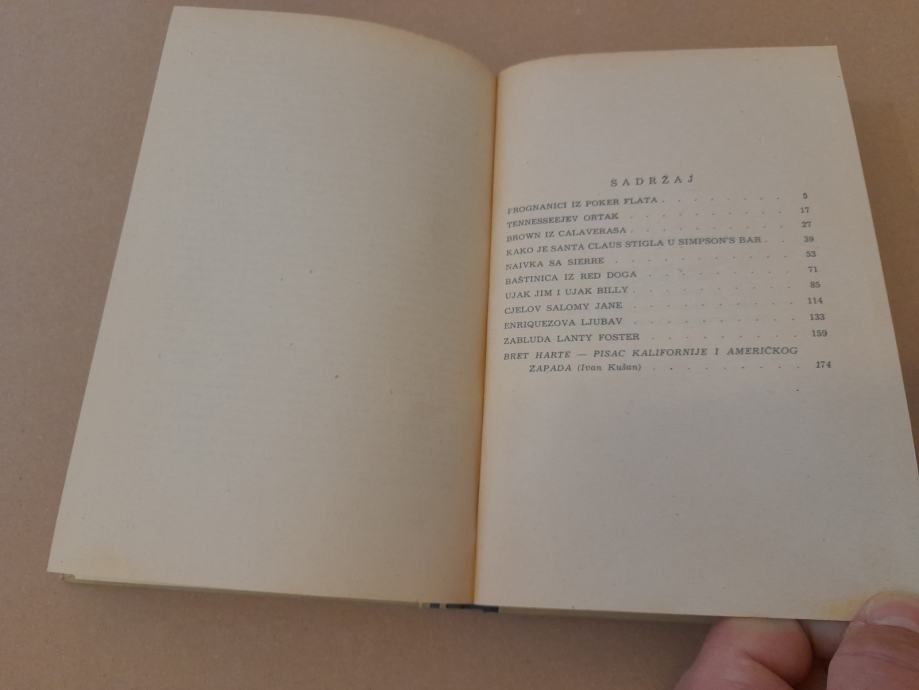 SADRŽAJ
PROGNANICI IZ POKER FLATA . . . . . . . . 5
TENNESSEEJEV ORTAK . . . . . . . . . . 17
BROWN IZ CALAVERASA . . . . . . . . . . 27
KAKO JE SANTA CLAUS STIGLA U SIMPSON'S BAR . . 39
NAIVKA SA SIERRE . . . . . . . . . . . 53
BAŠTINICA IZ RED DOGA . . . . . . . . . 71
UJAK JIM I UJAK BILLY . . . . . . . . . . 85
CJELOV SALOMY JANE . . . . . . . . . . 114
ENRIQUEZOVA LJUBAV . . . . . . . . . . 133
ZABLUDA LANTY FOSTER . . . . . . . . . 159
BRET HARTE — PISAC KALIFORNIJE I AMERIČKOG
ZAPADA (Ivan Kušan) . . . . . . . . . 174